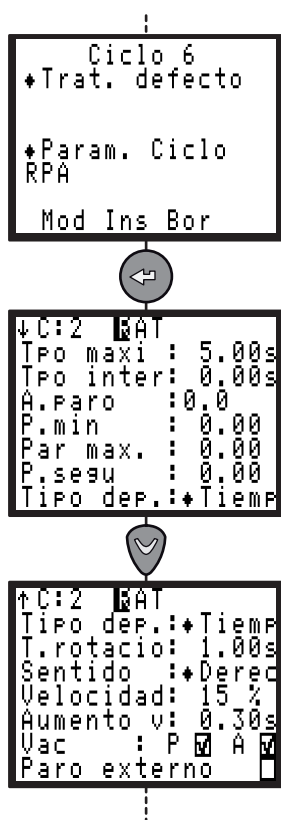 Ciclo 6
♦Trat. defecto
♦Param. Ciclo
RPA
Mod Ins Bor
↓C:2 RAT
Tpo maxi : 5.00s
Tpo inter: 0.00s
A.paro :0.0
P.min : 0.00
Par max. : 0.00
P.segu : 0.00
Tipo dep.:♦Tiemp
↑C:2 RAT
Tipo dep.:♦Tiemp
T.rotacio: 1.00s
Sentido :♦Derec
Velocidad: 15 %
Aumento v: 0.30s
Vac : P ☑ A ☑
Paro externo ☐